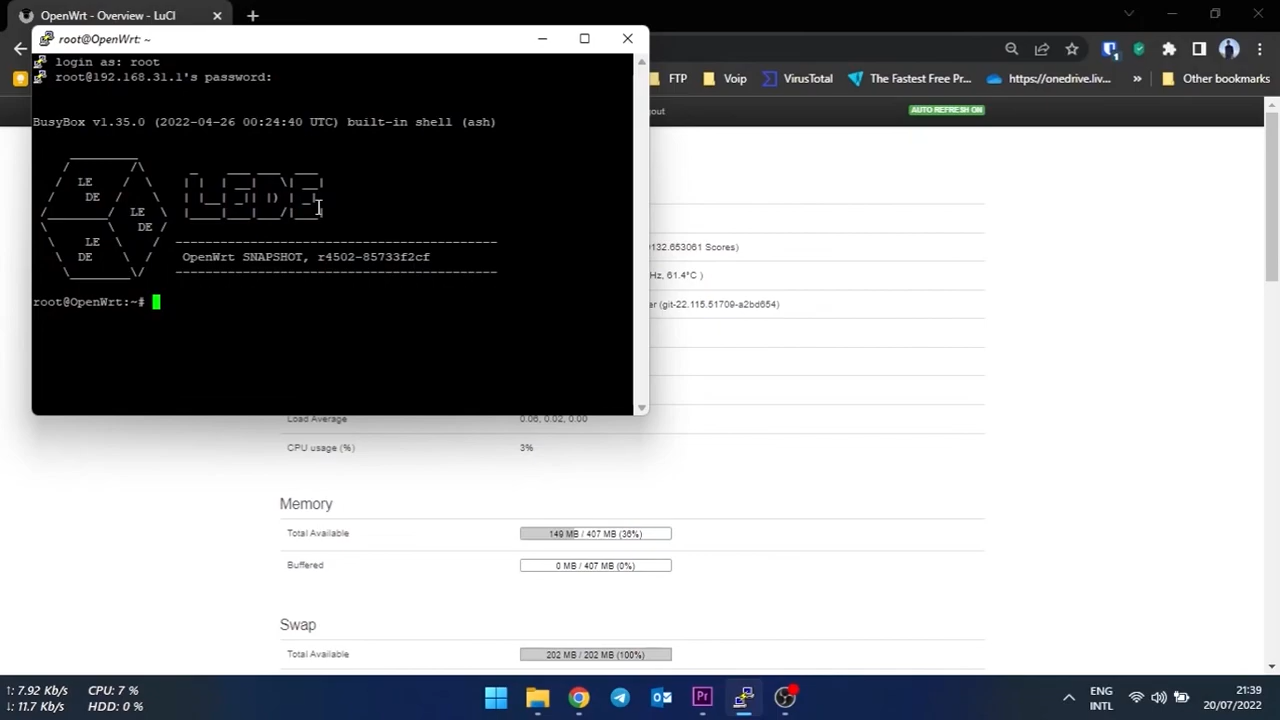 OpenWrt - Overview - LuCI
root@OpenWrt: ~
FTP
Voip
VirusTotal
The Fastest Free Pr...
https://onedrive.liv...
»
Other bookmarks
login as: root
root@192.168.31.1's password:
out
AUTO REFRESH ON
BusyBox v1.35.0 (2022-04-26 00:24:40 UTC) built-in shell (ash)
LE
DE
LE
DE
LE
DE
LEDE
OpenWrt SNAPSHOT, r4502-85733f2cf
root@OpenWrt:~#
0132.653061 Scores)
Hz, 61.4°C )
er (git-22.115.51709-a2bd654)
Load Average
0.06, 0.02, 0.00
CPU usage (%)
3%
Memory
Total Available
149 MB / 407 MB (36%)
Buffered
0 MB / 407 MB (0%)
Swap
Total Available
202 MB / 202 MB (100%)
↑: 7.92 Kb/s
CPU: 7 %
↓: 11.7 Kb/s
HDD: 0 %
Pr
ENG
INTL
21:39
20/07/2022